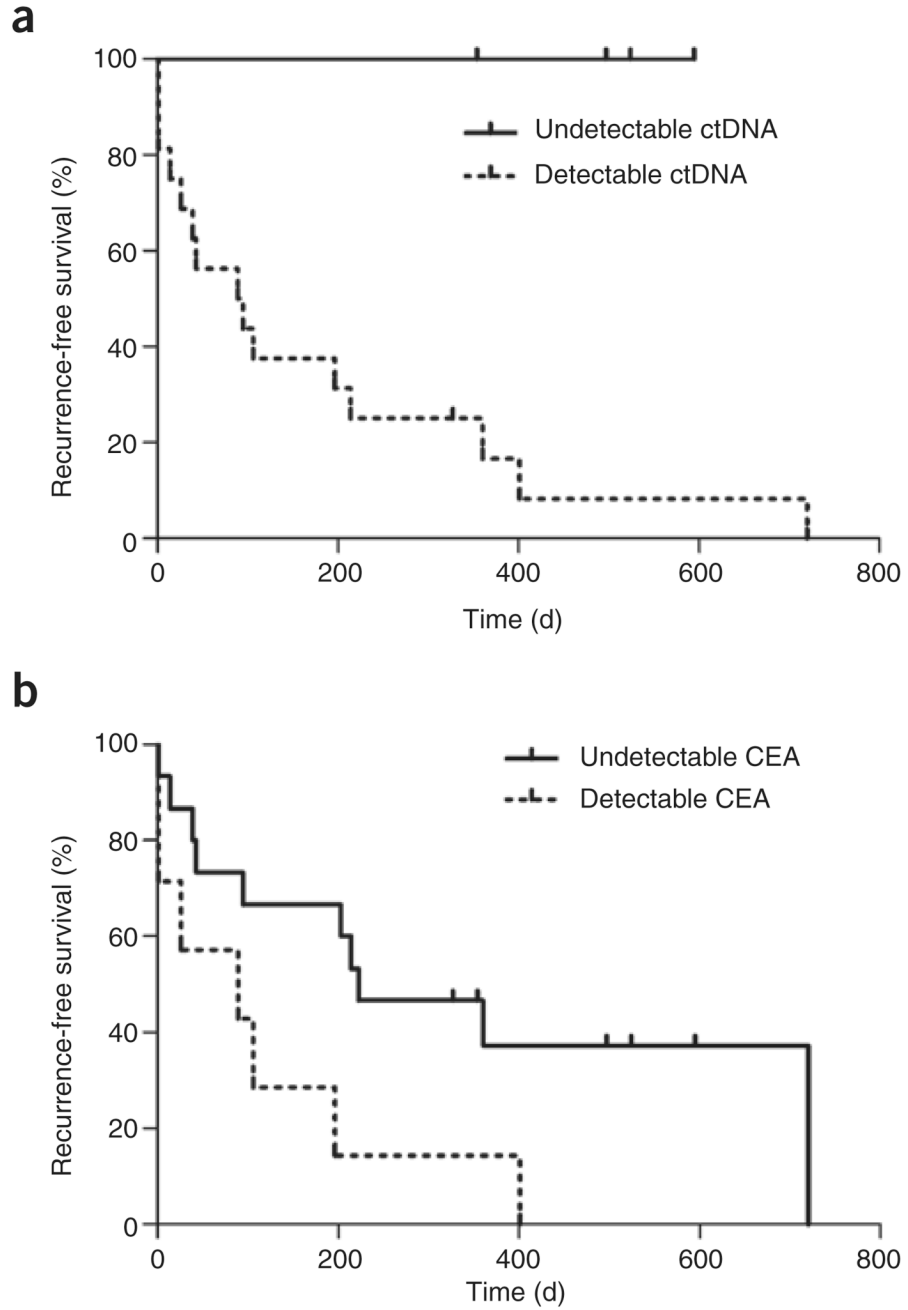 a
100
80
60
40
20
0
Recurrence-free survival (%)
Undetectable ctDNA
Detectable ctDNA
0 200 400 600 800
Time (d)
b
100
80
60
40
20
0
Recurrence-free survival (%)
Undetectable CEA
Detectable CEA
0 200 400 600 800
Time (d)